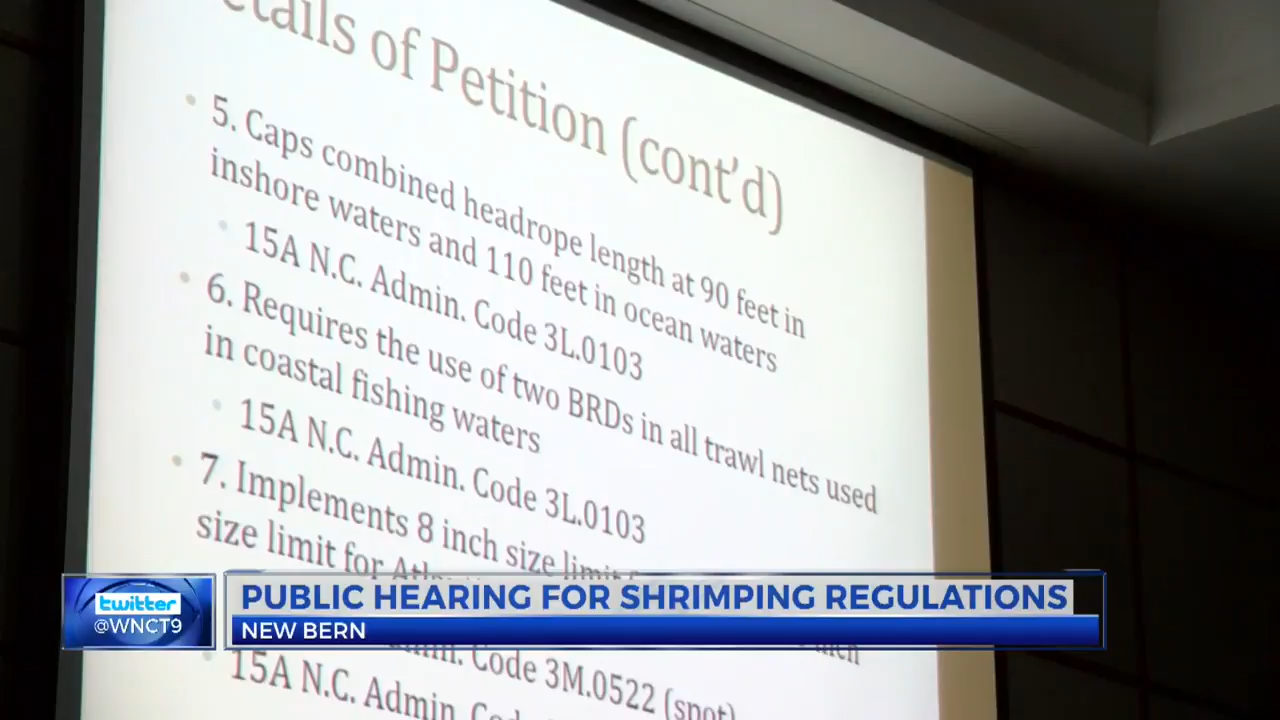 of Petition (cont'd)
5. Caps combined headrope length at 90 feet in
inshore waters and 110 feet in ocean waters
15A N.C. Admin. Code 3L.0103
6. Requires the use of two BRDs in all trawl nets used
in coastal fishing waters
15A N.C. Admin. Code 3L.0103
7. Implements 8 inch size limit
size limit for
twitter
@WNCT9
PUBLIC HEARING FOR SHRIMPING REGULATIONS
NEW BERN
Code 3M.0522 (spot)
15A N.C. Admin.